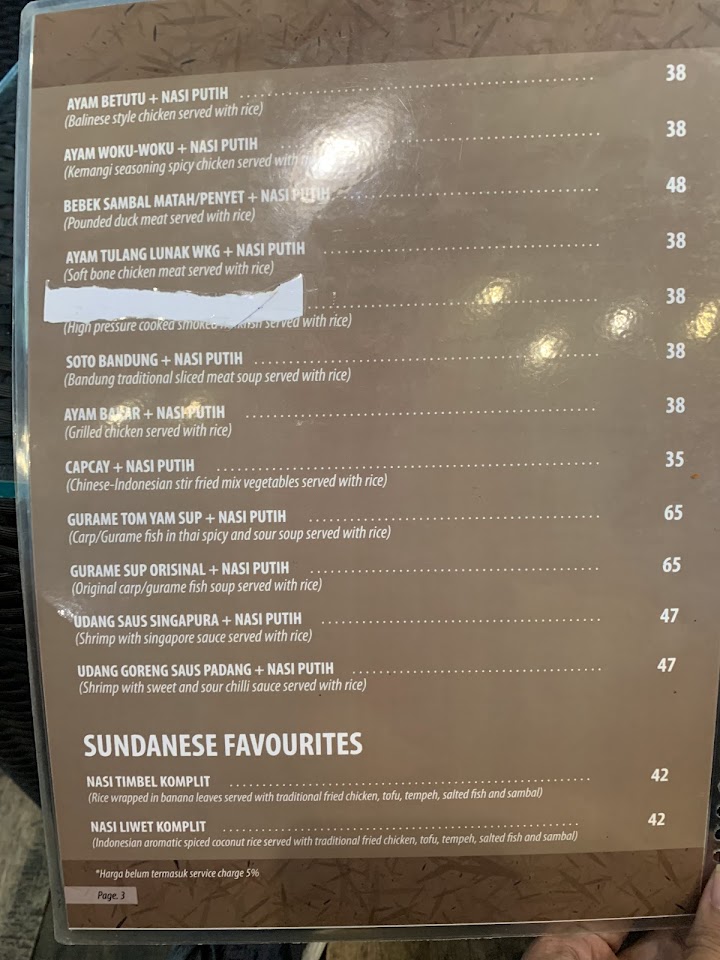 AYAM BETUTU + NASI PUTIH ........................................ 38
(Balinese style chicken served with rice)
AYAM WOKU-WOKU + NASI PUTIH ........................................ 38
(Kemangi seasoning spicy chicken served with
BEBEK SAMBAL MATAH/PENYET + NASI PUTIH ........................................ 48
(Pounded duck meat served with rice)
AYAM TULANG LUNAK WKG + NASI PUTIH ........................................ 38
(Soft bone chicken meat served with rice)
........................................ 38
(High pressure cooked smoked served with rice)
SOTO BANDUNG + NASI PUTIH ........................................ 38
(Bandung traditional sliced meat soup served with rice)
AYAM BAKAR + NASI PUTIH ........................................ 38
(Grilled chicken served with rice)
CAPCAY + NASI PUTIH ........................................ 35
(Chinese-Indonesian stir fried mix vegetables served with rice)
GURAME TOM YAM SUP + NASI PUTIH ........................................ 65
(Carp/Gurame fish in thai spicy and sour soup served with rice)
GURAME SUP ORISINAL + NASI PUTIH ........................................ 65
(Original carp/gurame fish soup served with rice)
UDANG SAUS SINGAPURA + NASI PUTIH ........................................ 47
(Shrimp with singapore sauce served with rice)
UDANG GORENG SAUS PADANG + NASI PUTIH ........................................ 47
(Shrimp with sweet and sour chilli sauce served with rice)
SUNDANESE FAVOURITES
NASI TIMBEL KOMPLIT ........................................ 42
(Rice wrapped in banana leaves served with traditional fried chicken, tofu, tempeh, salted fish and sambal)
NASI LIWET KOMPLIT ........................................ 42
(Indonesian aromatic spiced coconut rice served with traditional fried chicken, tofu, tempeh, salted fish and sambal)
*Harga belum termasuk service charge 5%
Page. 3